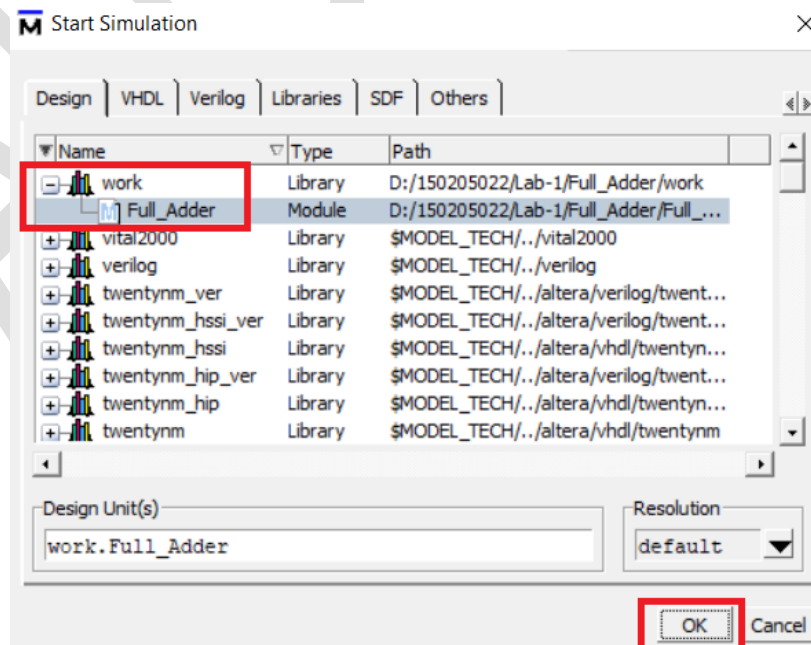 Start Simulation
Design VHDL Verilog Libraries SDF Others
Name Type Path
work Library D:/150205022/Lab-1/Full_Adder/work
Full_Adder Module D:/150205022/Lab-1/Full_Adder/Full_...
vital2000 Library $MODEL_TECH/../vital2000
verilog Library $MODEL_TECH/../verilog
twentynm_ver Library $MODEL_TECH/../altera/verilog/twent...
twentynm_hssi_ver Library $MODEL_TECH/../altera/verilog/twent...
twentynm_hssi Library $MODEL_TECH/../altera/vhdl/twentyn...
twentynm_hip_ver Library $MODEL_TECH/../altera/verilog/twent...
twentynm_hip Library $MODEL_TECH/../altera/vhdl/twentyn...
twentynm Library $MODEL_TECH/../altera/vhdl/twentynm
Design Unit(s) Resolution
work.Full_Adder default
OK Cancel